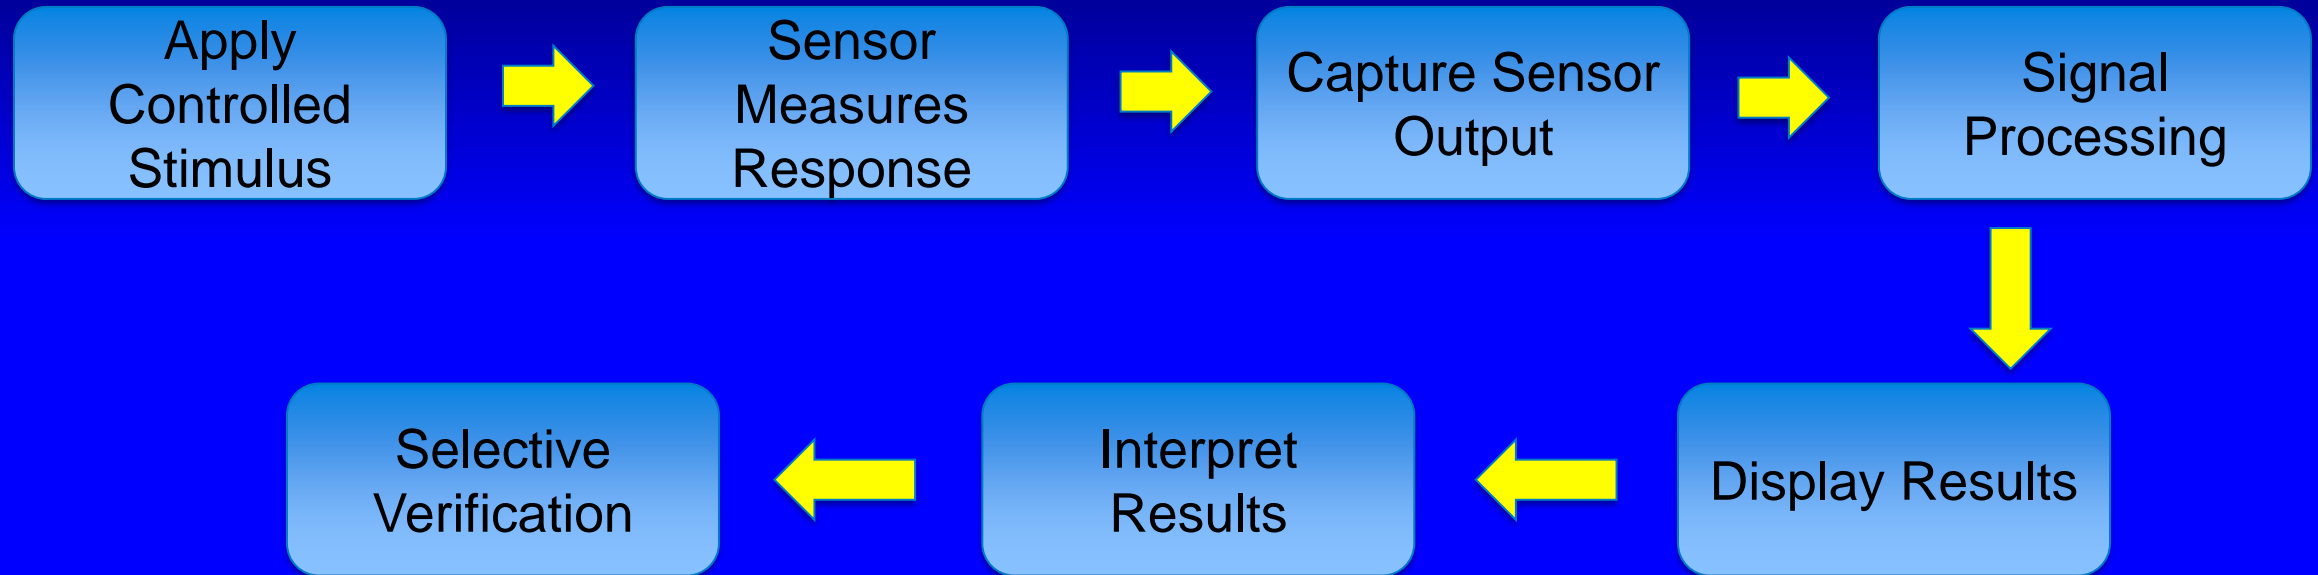 Apply
Controlled
Stimulus
Sensor
Measures
Response
Capture Sensor
Output
Signal
Processing
Display Results
Interpret
Results
Selective
Verification